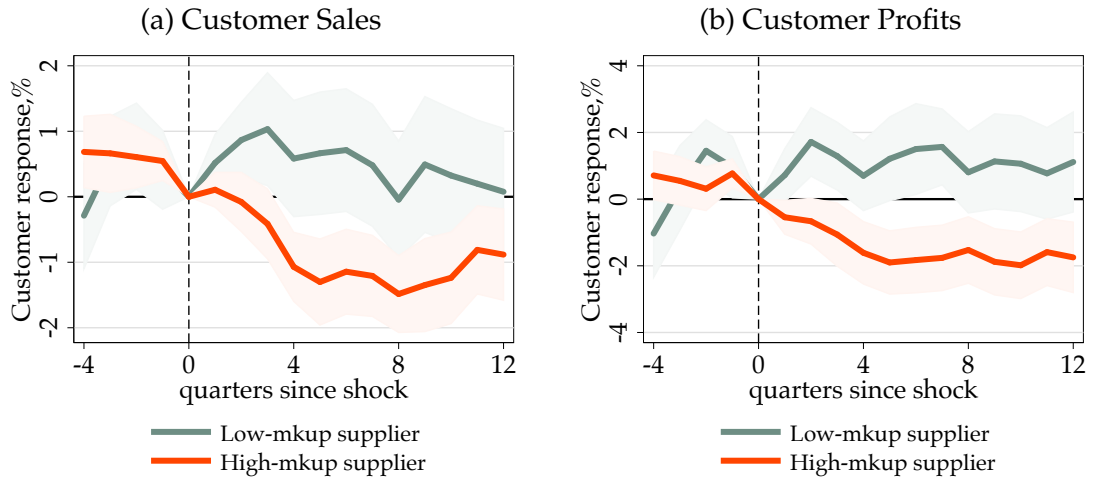 (a) Customer Sales
Customer response,%
2
1
0
-1
-2
-4
0
4
8
12
quarters since shock
Low-mkup supplier
High-mkup supplier
(b) Customer Profits
Customer response,%
4
2
0
-2
-4
-4
0
4
8
12
quarters since shock
Low-mkup supplier
High-mkup supplier